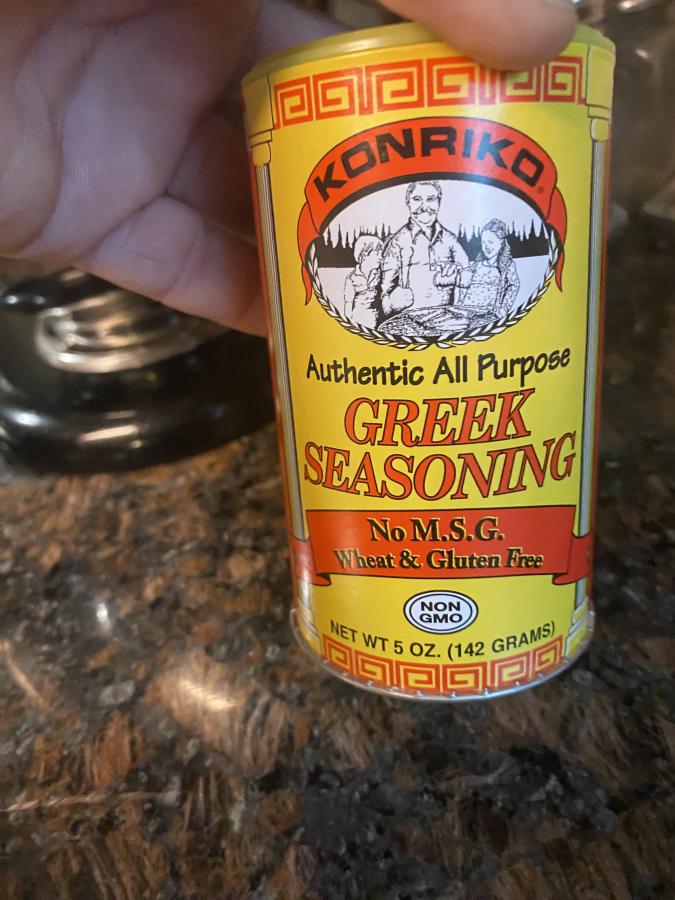 KONRIKO®
Authentic All Purpose
GREEK
SEASONING
No M.S.G.
Wheat & Gluten Free
NON
GMO
NET WT 5 OZ. (142 GRAMS)